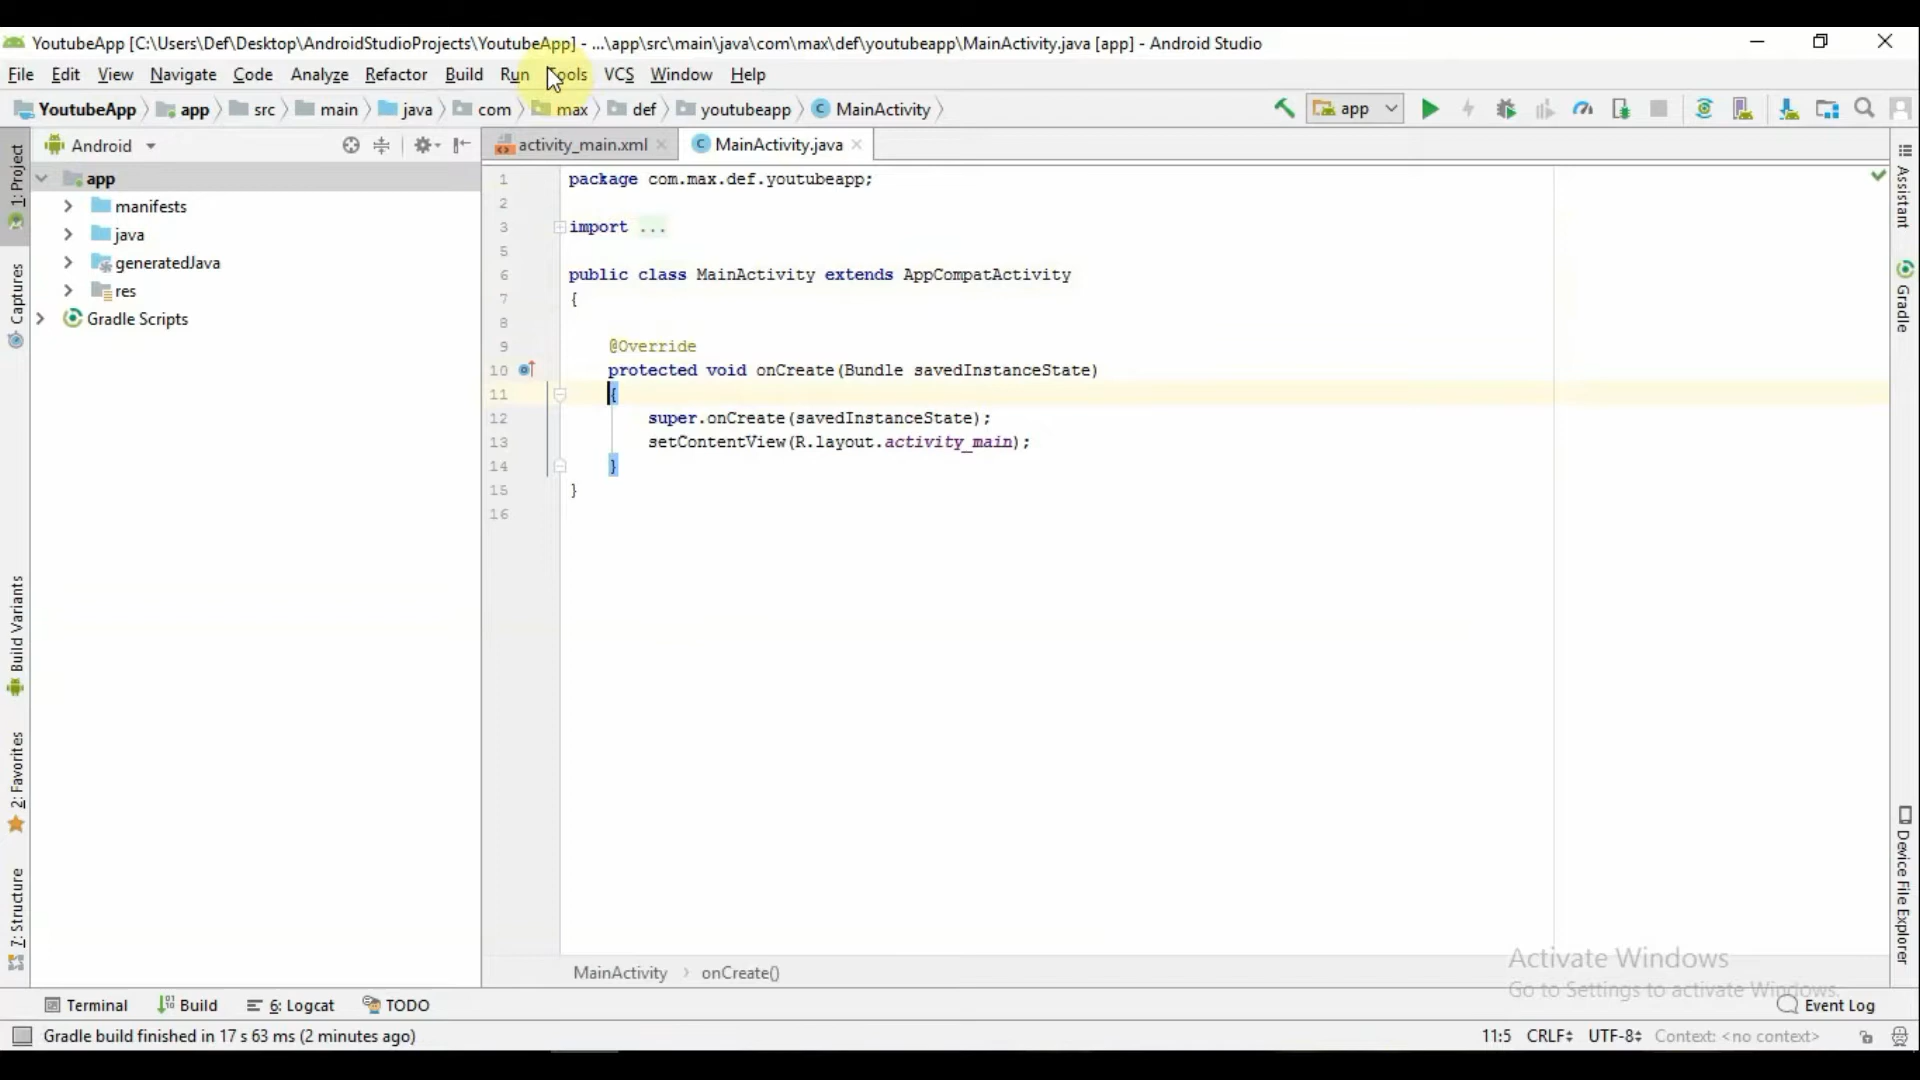 YoutubeApp [C:\Users\Def\Desktop\AndroidStudioProjects\YoutubeApp] - ...\app\src\main\java\com\max\def\youtubeapp\MainActivity.java [app] - Android Studio
File Edit View Navigate Code Analyze Refactor Build Run Tools VCS Window Help
YoutubeApp app src main java com max def youtubeapp MainActivity app
Android
activity_main.xml MainActivity.java
1: Project
Captures
Build Variants
2: Favorites
7: Structure
app
manifests
java
generatedJava
res
Gradle Scripts
1 package com.max.def.youtubeapp;
2
3 import ...
5
6 public class MainActivity extends AppCompatActivity
7 {
8
9 @Override
10 protected void onCreate(Bundle savedInstanceState)
11 {
12 super.onCreate(savedInstanceState);
13 setContentView(R.layout.activity_main);
14 }
15 }
16
Assistant
Gradle
Device File Explorer
MainActivity onCreate()
Activate Windows
Go to Settings to activate Windows.
Terminal Build 6: Logcat TODO Event Log
Gradle build finished in 17 s 63 ms (2 minutes ago) 11:5 CRLF UTF-8 Context: <no context>